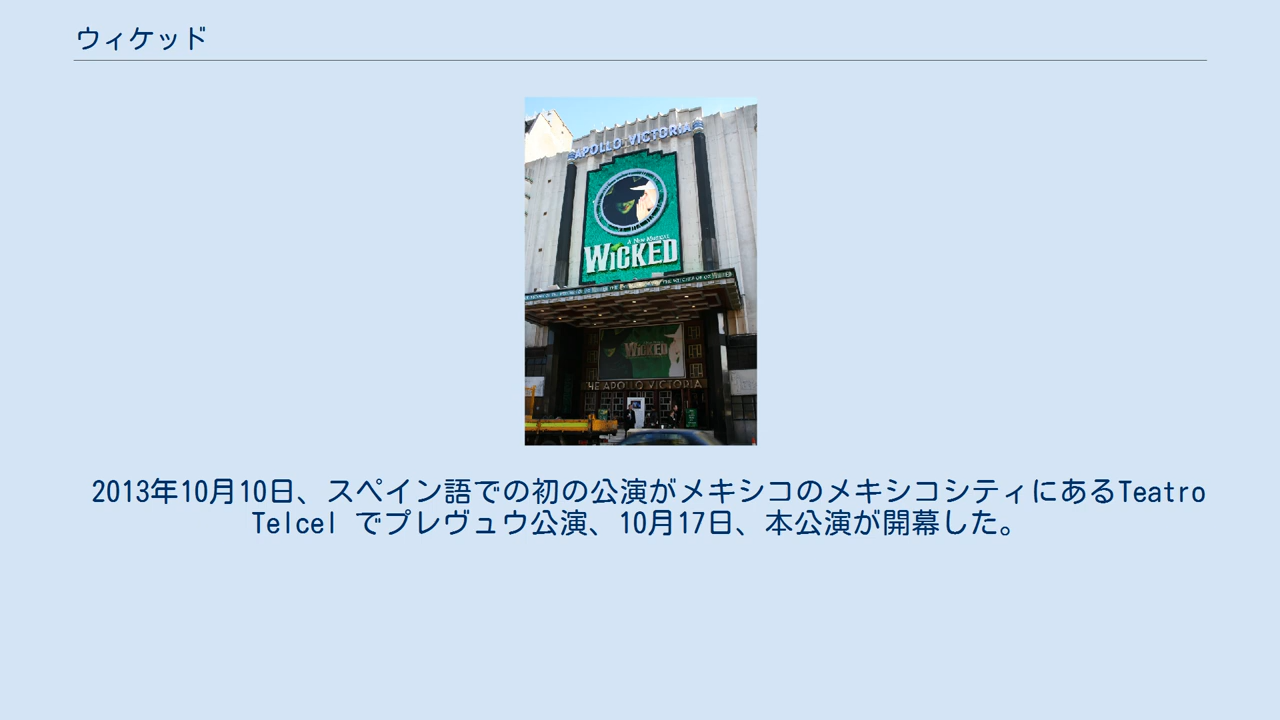 ウィケッド
APOLLO VICTORIA
A NEW MUSICAL
WICKED
WICKED
THE APOLLO VICTORIA
2013年10月10日、スペイン語での初の公演がメキシコのメキシコシティにあるTeatro
Telcel でプレヴュウ公演、10月17日、本公演が開幕した。